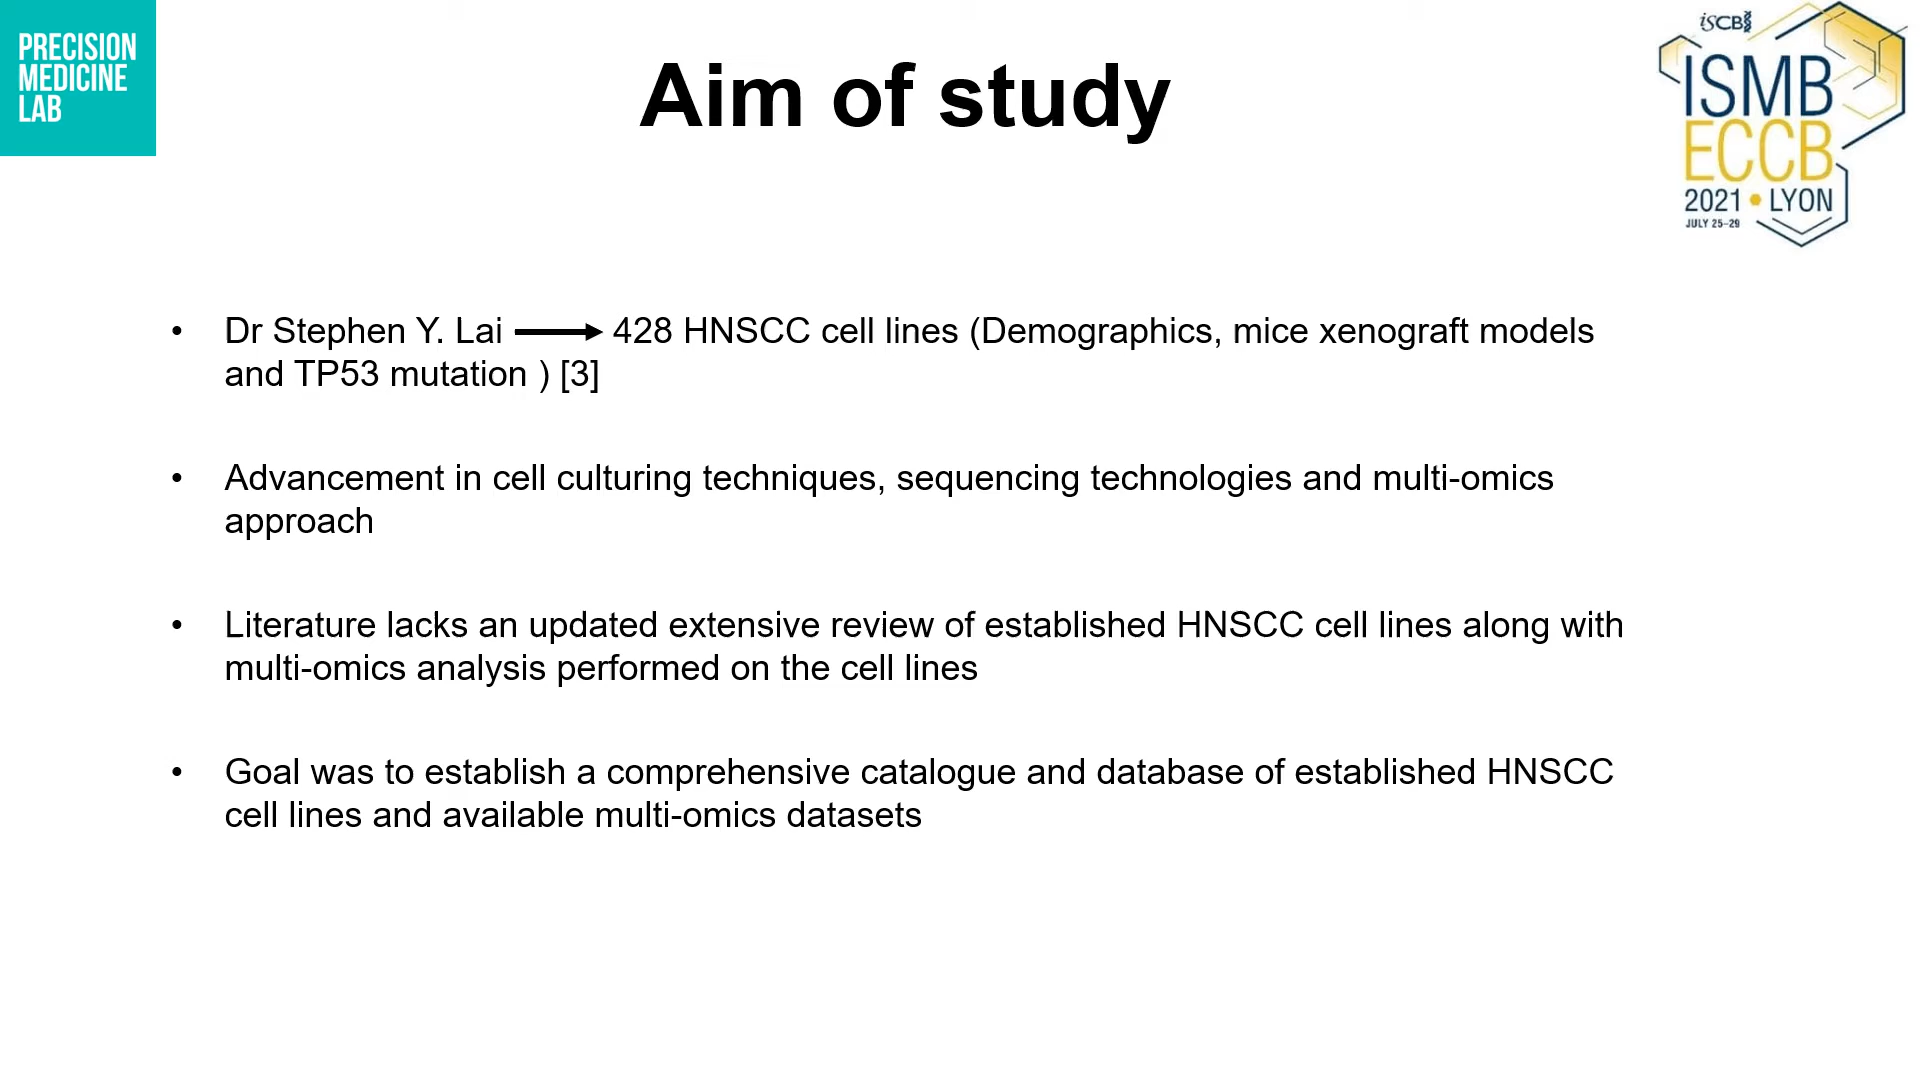 PRECISION
MEDICINE
LAB
Aim of study
ISCB
ISMB
ECCB
2021 • LYON
JULY 25-29
• Dr Stephen Y. Lai ⟶ 428 HNSCC cell lines (Demographics, mice xenograft models
and TP53 mutation ) [3]
• Advancement in cell culturing techniques, sequencing technologies and multi-omics
approach
• Literature lacks an updated extensive review of established HNSCC cell lines along with
multi-omics analysis performed on the cell lines
• Goal was to establish a comprehensive catalogue and database of established HNSCC
cell lines and available multi-omics datasets